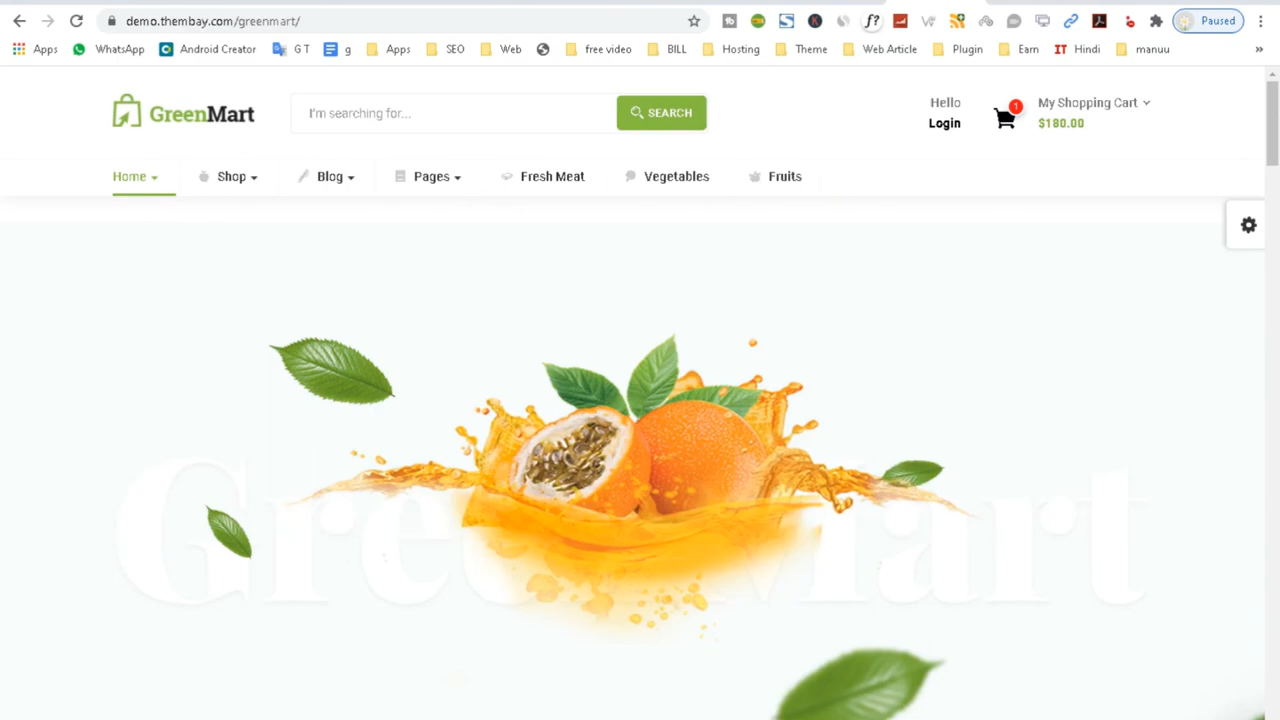 demo.thembay.com/greenmart/
Paused
Apps WhatsApp Android Creator G T g Apps SEO Web free video BILL Hosting Theme Web Article Plugin Earn IT Hindi manuu »
GreenMart
I'm searching for...
SEARCH
Hello
Login
1
My Shopping Cart
$180.00
Home Shop Blog Pages Fresh Meat Vegetables Fruits
GreenMart